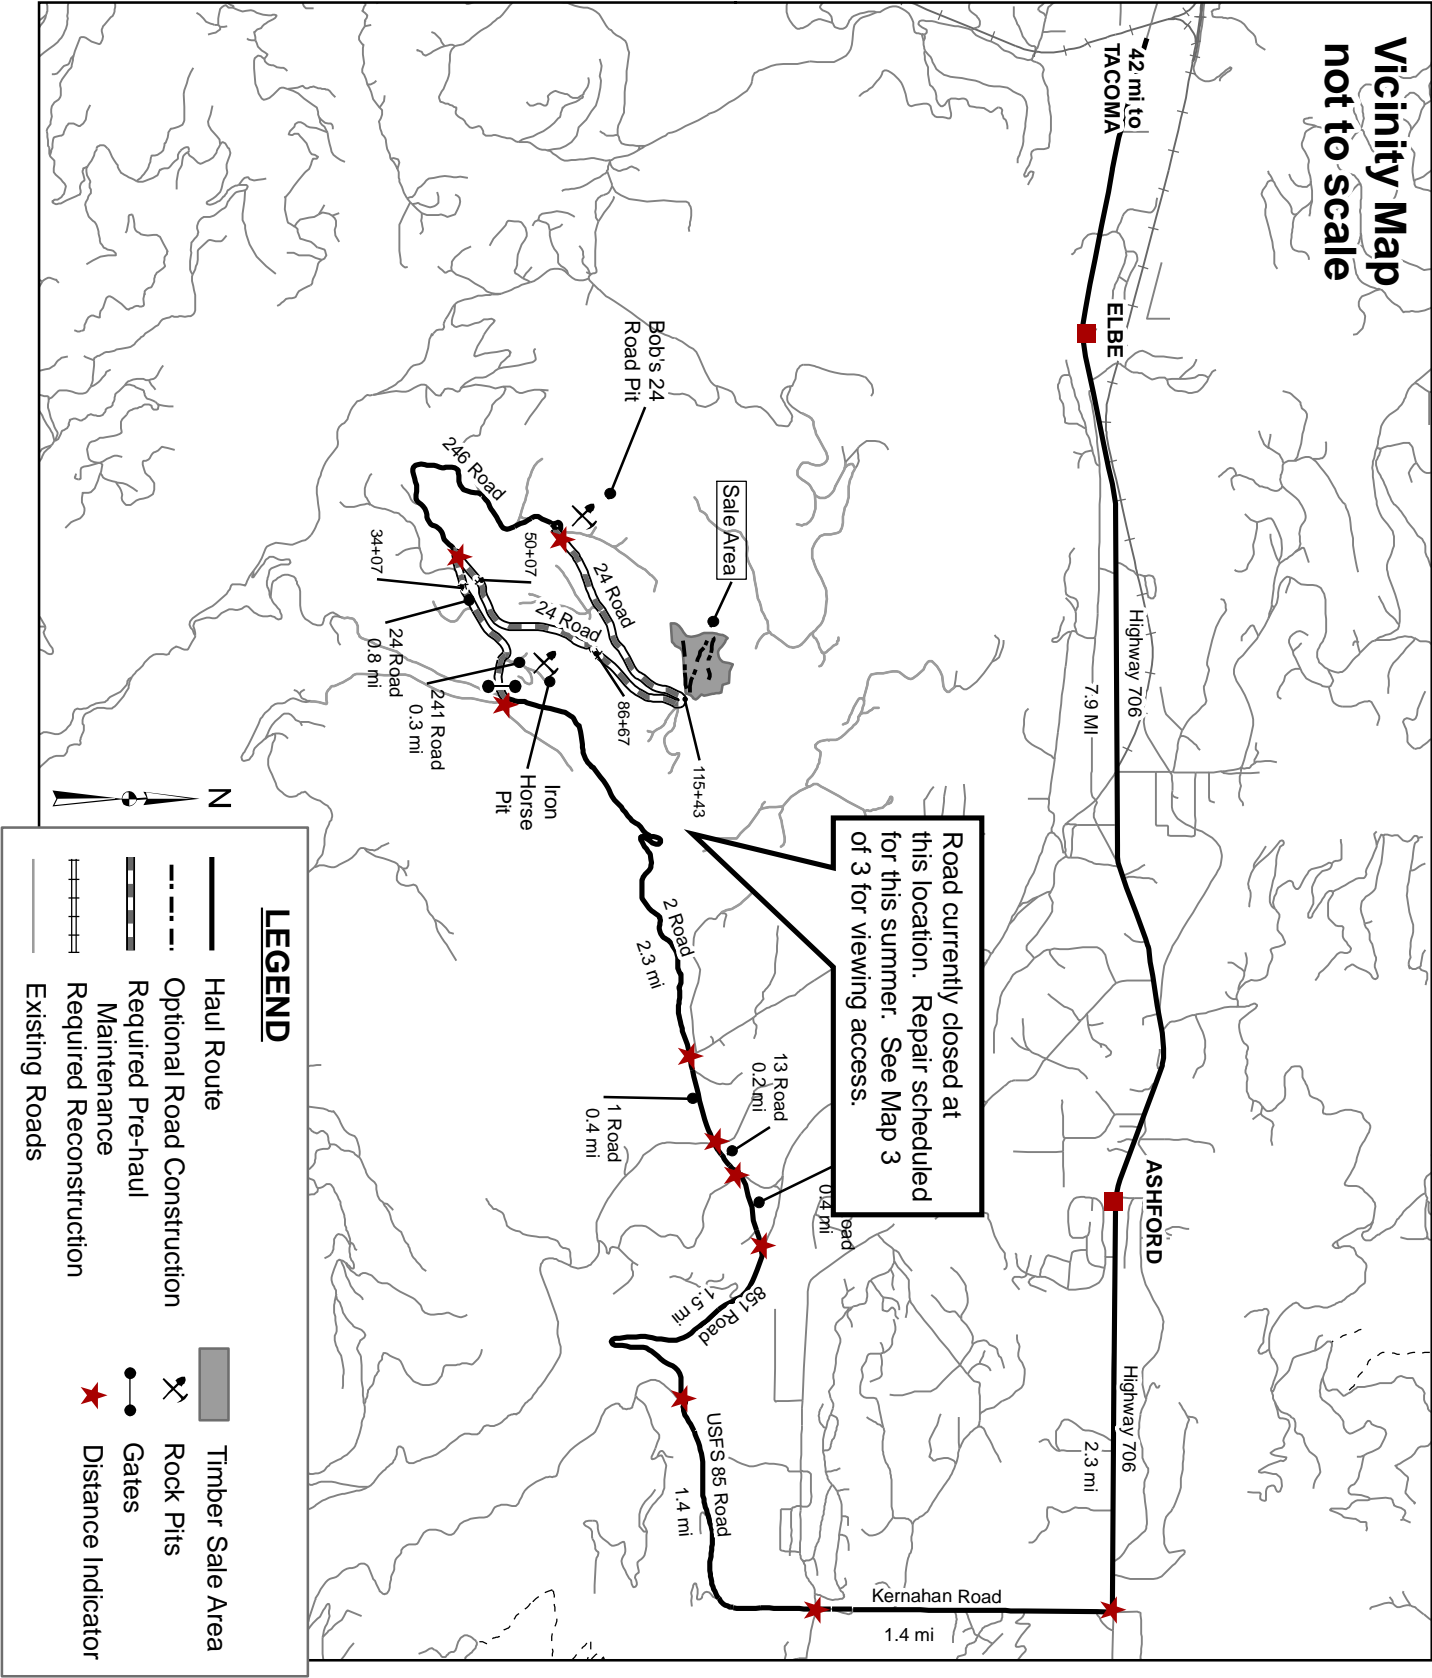 Vicinity Map
not to scale
42 mi to
TACOMA
ELBE
Highway 706
7.9 MI
ASHFORD
Highway 706
2.3 mi
Kernahan Road
1.4 mi
USFS 85 Road
1.4 mi
851 Road
1.5 mi
oad
0.4 mi
13 Road
0.2 mi
1 Road
0.4 mi
2 Road
2.3 mi
Road currently closed at
this location. Repair scheduled
for this summer. See Map 3
of 3 for viewing access.
Sale Area
Bob's 24
Road Pit
246 Road
24 Road
24 Road
50+07
34+07
86+67
115+43
24 Road
0.8 mi
241 Road
0.3 mi
Iron
Horse
Pit
N
LEGEND
Haul Route
Optional Road Construction
Required Pre-haul
Maintenance
Required Reconstruction
Existing Roads
Timber Sale Area
Rock Pits
Gates
Distance Indicator